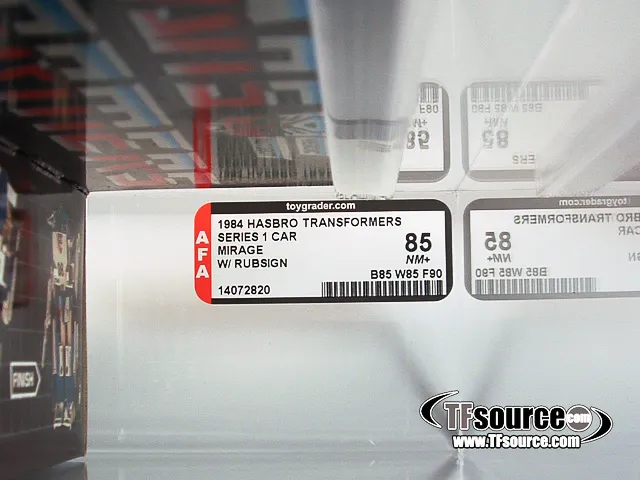 toygrader.com
AFA
1984 HASBRO TRANSFORMERS
SERIES 1 CAR
MIRAGE
W/ RUBSIGN
85
NM+
B85 W85 F90
14072820
FINISH
TFsource.com
www.TFsource.com